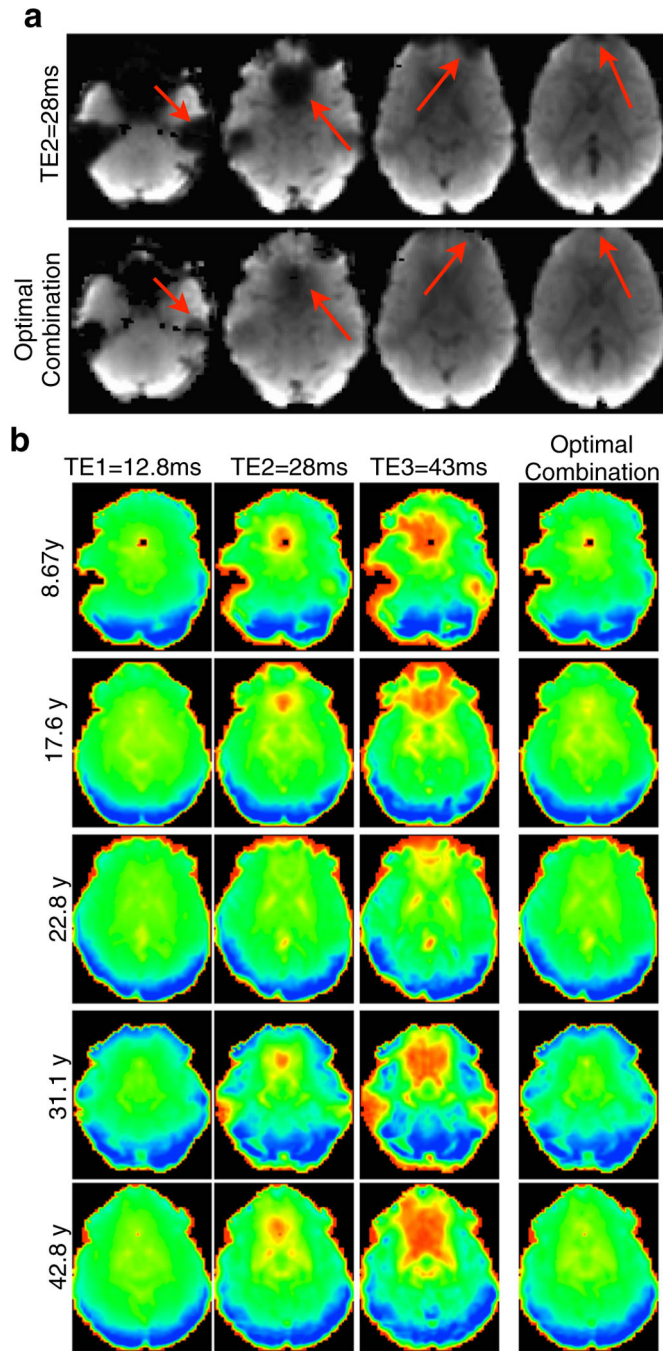 a
TE2=28ms
Optimal
Combination
b
TE1=12.8ms TE2=28ms TE3=43ms Optimal
Combination
8.67y
17.6 y
22.8 y
31.1 y
42.8 y